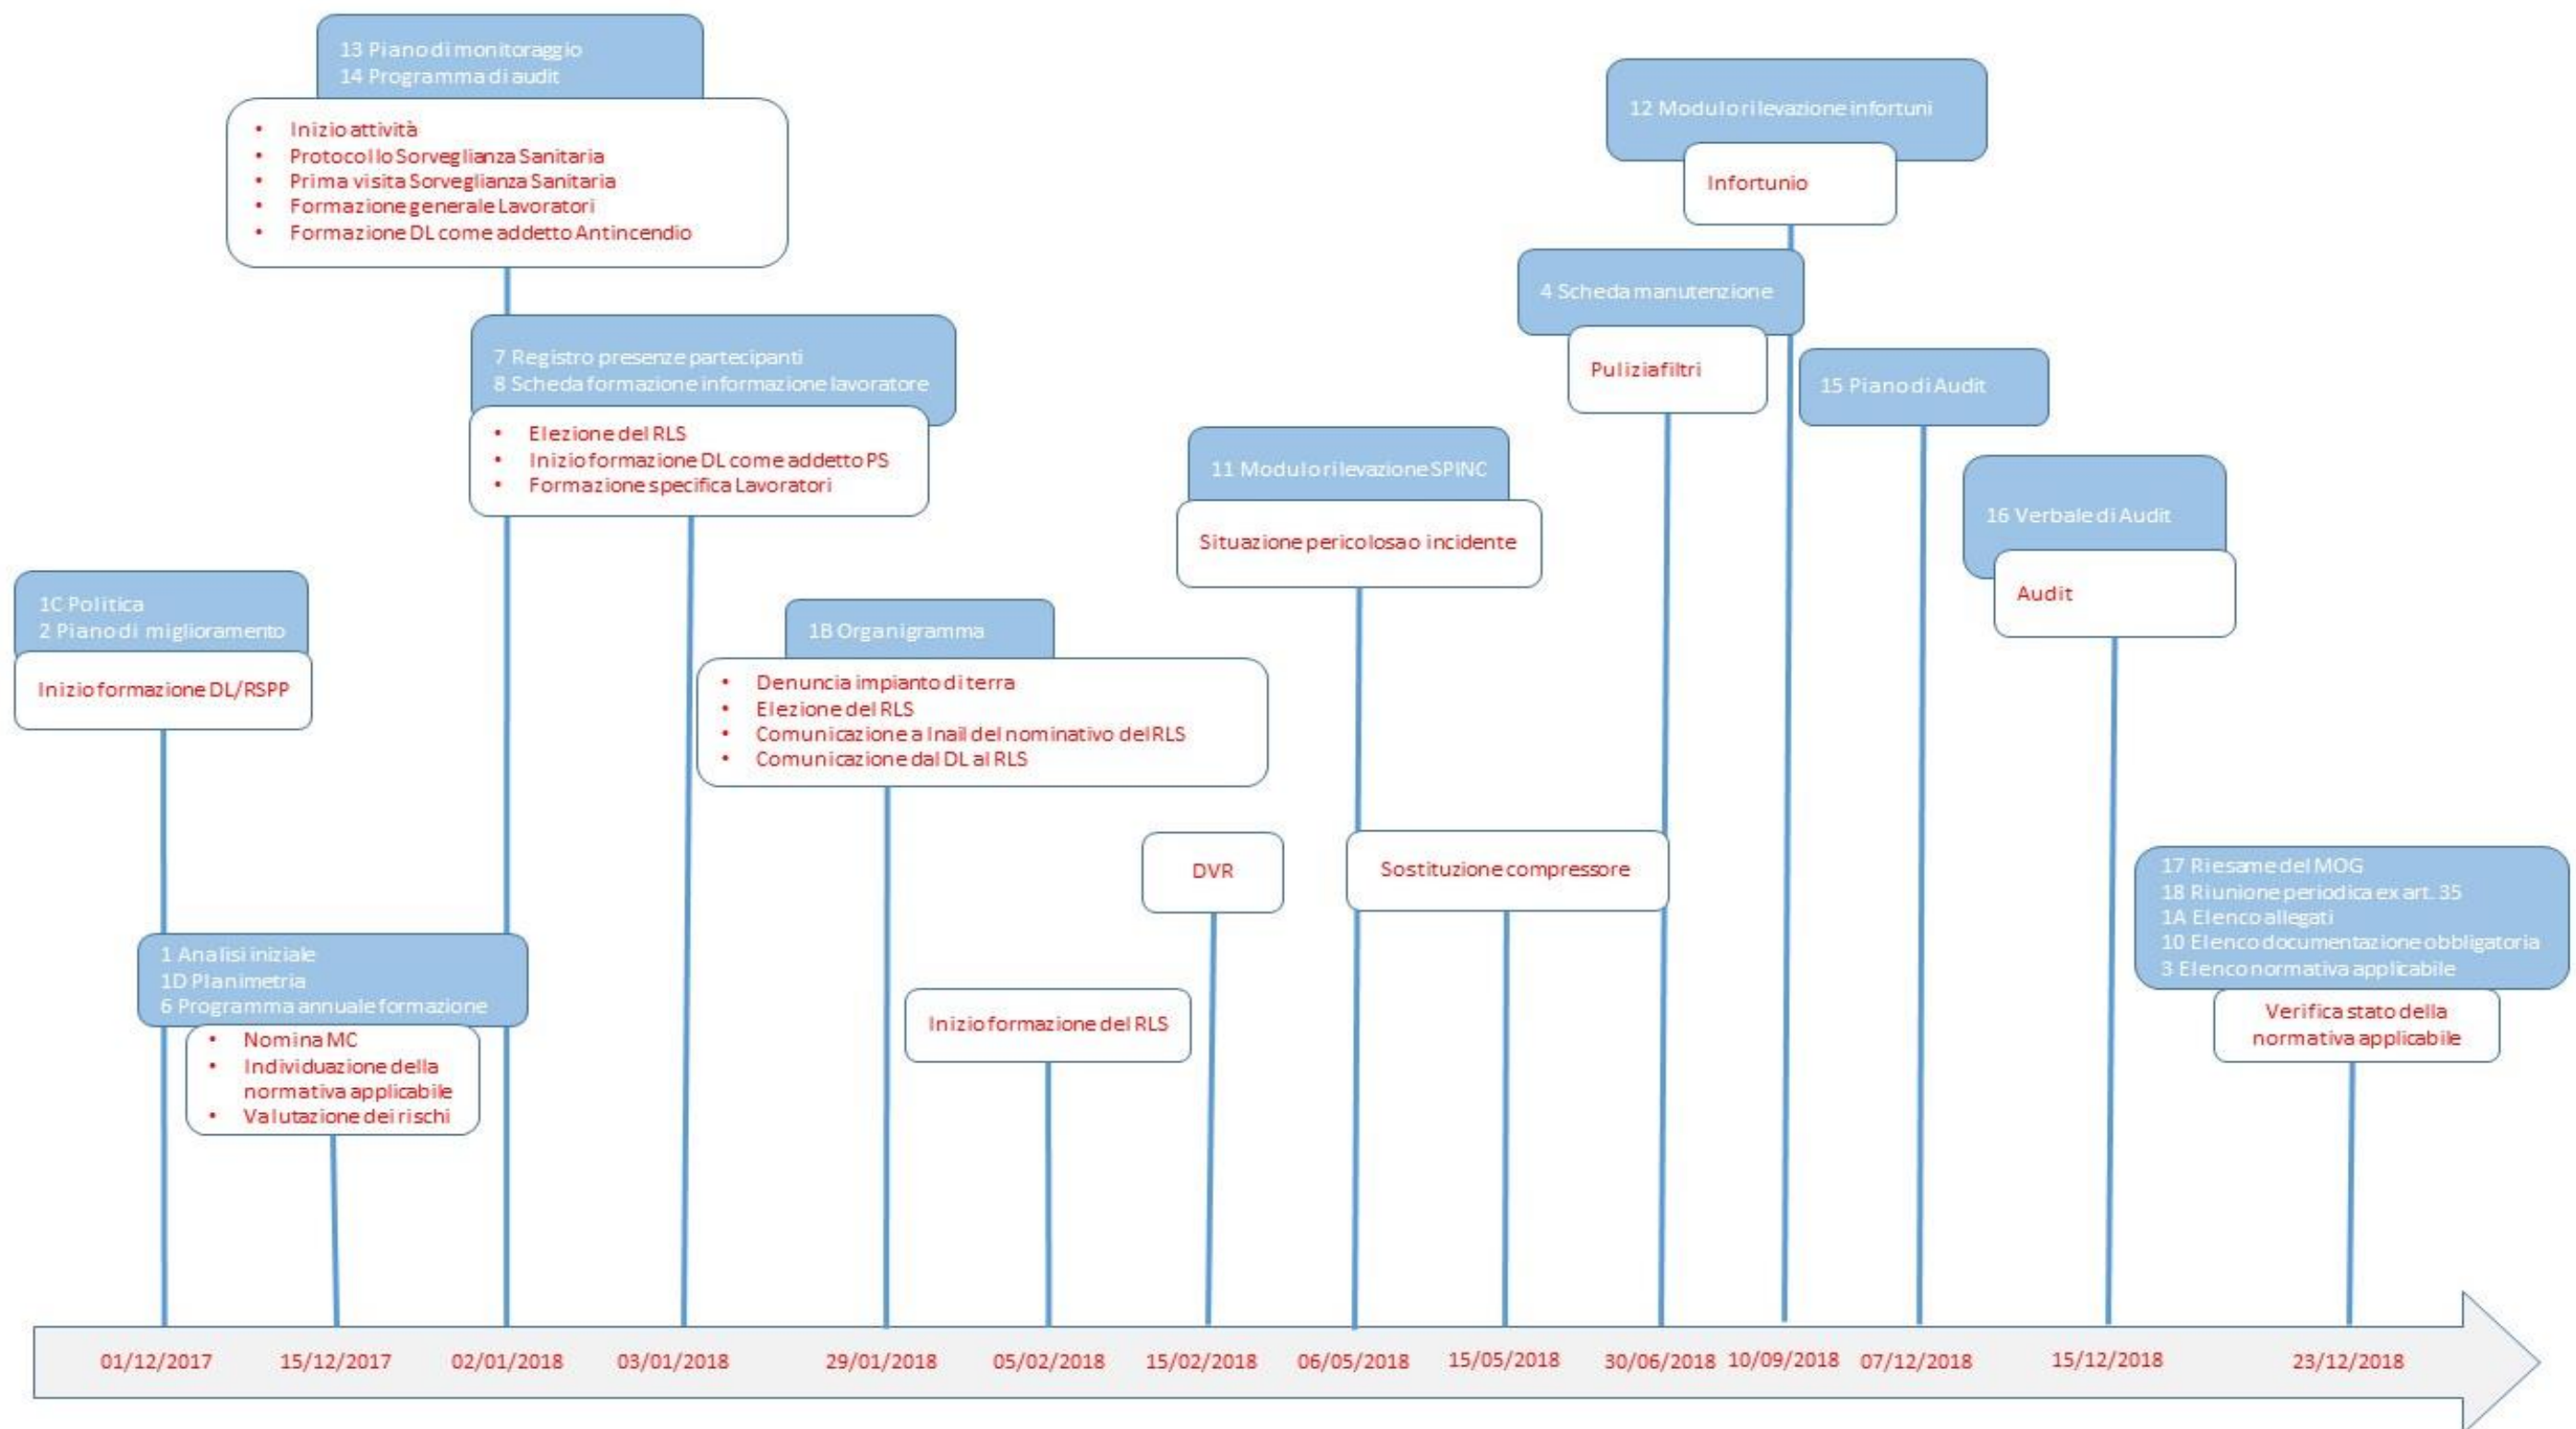 13 Piano di monitoraggio
14 Programma di audit
• Inizio attività
• Protocollo Sorveglianza Sanitaria
• Prima visita Sorveglianza Sanitaria
• Formazione generale Lavoratori
• Formazione DL come addetto Antincendio
12 Modulo rilevazione infortuni
Infortunio
4 Scheda manutenzione
Pulizia filtri
7 Registro presenze partecipanti
8 Scheda formazione informazione lavoratore
• Elezione del RLS
• Inizio formazione DL come addetto PS
• Formazione specifica Lavoratori
15 Piano di Audit
11 Modulo rilevazione SPINC
Situazione pericolosa o incidente
16 Verbale di Audit
Audit
1C Politica
2 Piano di miglioramento
Inizio formazione DL/RSPP
1B Organigramma
• Denuncia impianto di terra
• Elezione del RLS
• Comunicazione a Inail del nominativo del RLS
• Comunicazione dal DL al RLS
DVR
Sostituzione compressore
17 Riesame del MOG
18 Riunione periodica ex art. 35
1A Elenco allegati
10 Elenco documentazione obbligatoria
3 Elenco normativa applicabile
Verifica stato della
normativa applicabile
1 Analisi iniziale
1D Planimetria
6 Programma annuale formazione
• Nomina MC
• Individuazione della
normativa applicabile
• Valutazione dei rischi
Inizio formazione del RLS
01/12/2017
15/12/2017
02/01/2018
03/01/2018
29/01/2018
05/02/2018
15/02/2018
06/05/2018
15/05/2018
30/06/2018
10/09/2018
07/12/2018
15/12/2018
23/12/2018